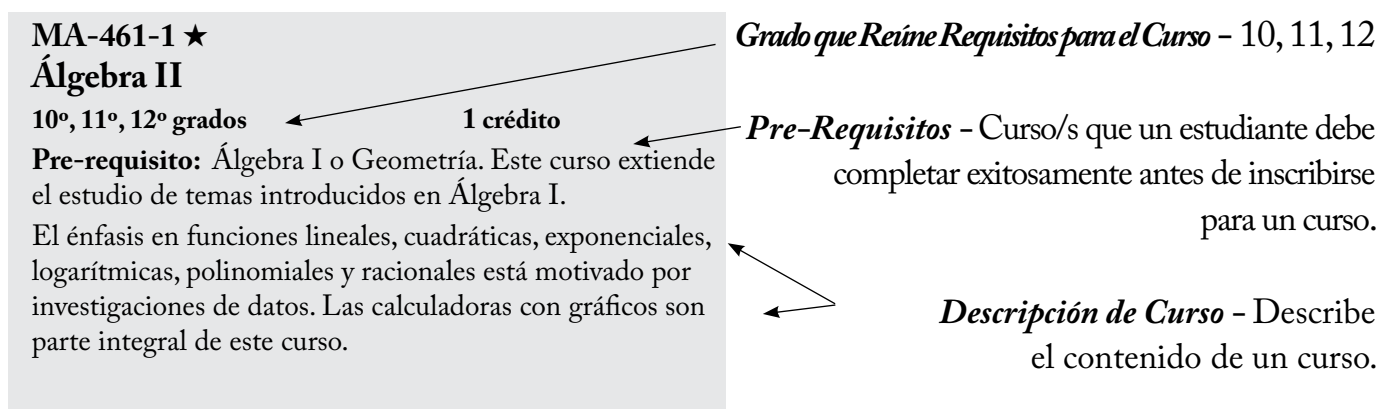 MA-461-1 ★
Álgebra II
10º, 11º, 12º grados 1 crédito
Pre-requisito: Álgebra I o Geometría. Este curso extiende
el estudio de temas introducidos en Álgebra I.
El énfasis en funciones lineales, cuadráticas, exponenciales,
logarítmicas, polinomiales y racionales está motivado por
investigaciones de datos. Las calculadoras con gráficos son
parte integral de este curso.
Grado que Reúne Requisitos para el Curso – 10, 11, 12
Pre-Requisitos – Curso/s que un estudiante debe
completar exitosamente antes de inscribirse
para un curso.
Descripción de Curso – Describe
el contenido de un curso.